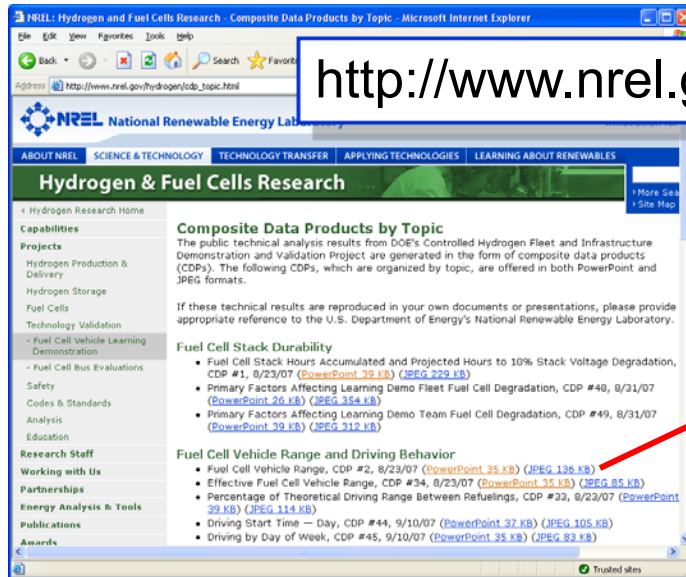 NREL: Hydrogen and Fuel Cells Research - Composite Data Products by Topic - Microsoft Internet Explorer
File Edit View Favorites Tools Help
Back Search Favorites
http://www.nrel.g
Address http://www.nrel.gov/hydrogen/cdp_topic.html
NREL National Renewable Energy Laboratory
ABOUT NREL SCIENCE & TECHNOLOGY TECHNOLOGY TRANSFER APPLYING TECHNOLOGIES LEARNING ABOUT RENEWABLES
Hydrogen & Fuel Cells Research
More Sea
Site Map
Hydrogen Research Home
Capabilities
Projects
Hydrogen Production &
Delivery
Hydrogen Storage
Fuel Cells
Technology Validation
- Fuel Cell Vehicle Learning
Demonstration
- Fuel Cell Bus Evaluations
Safety
Codes & Standards
Analysis
Education
Research Staff
Working with Us
Partnerships
Energy Analysis & Tools
Publications
Awards
Composite Data Products by Topic
The public technical analysis results from DOE's Controlled Hydrogen Fleet and Infrastructure
Demonstration and Validation Project are generated in the form of composite data products
(CDPs). The following CDPs, which are organized by topic, are offered in both PowerPoint and
JPEG formats.
If these technical results are reproduced in your own documents or presentations, please provide
appropriate reference to the U.S. Department of Energy's National Renewable Energy Laboratory.
Fuel Cell Stack Durability
• Fuel Cell Stack Hours Accumulated and Projected Hours to 10% Stack Voltage Degradation,
CDP #1, 8/23/07 (PowerPoint 39 KB) (JPEG 229 KB)
• Primary Factors Affecting Learning Demo Fleet Fuel Cell Degradation, CDP #48, 8/31/07
(PowerPoint 26 KB) (JPEG 354 KB)
• Primary Factors Affecting Learning Demo Team Fuel Cell Degradation, CDP #49, 8/31/07
(PowerPoint 39 KB) (JPEG 312 KB)
Fuel Cell Vehicle Range and Driving Behavior
• Fuel Cell Vehicle Range, CDP #2, 8/23/07 (PowerPoint 35 KB) (JPEG 136 KB)
• Effective Fuel Cell Vehicle Range, CDP #34, 8/23/07 (PowerPoint 35 KB) (JPEG 85 KB)
• Percentage of Theoretical Driving Range Between Refuelings, CDP #33, 8/23/07 (PowerPoint
39 KB) (JPEG 114 KB)
• Driving Start Time — Day, CDP #44, 9/10/07 (PowerPoint 37 KB) (JPEG 105 KB)
• Driving by Day of Week, CDP #45, 9/10/07 (PowerPoint 35 KB) (JPEG 83 KB)
Trusted sites